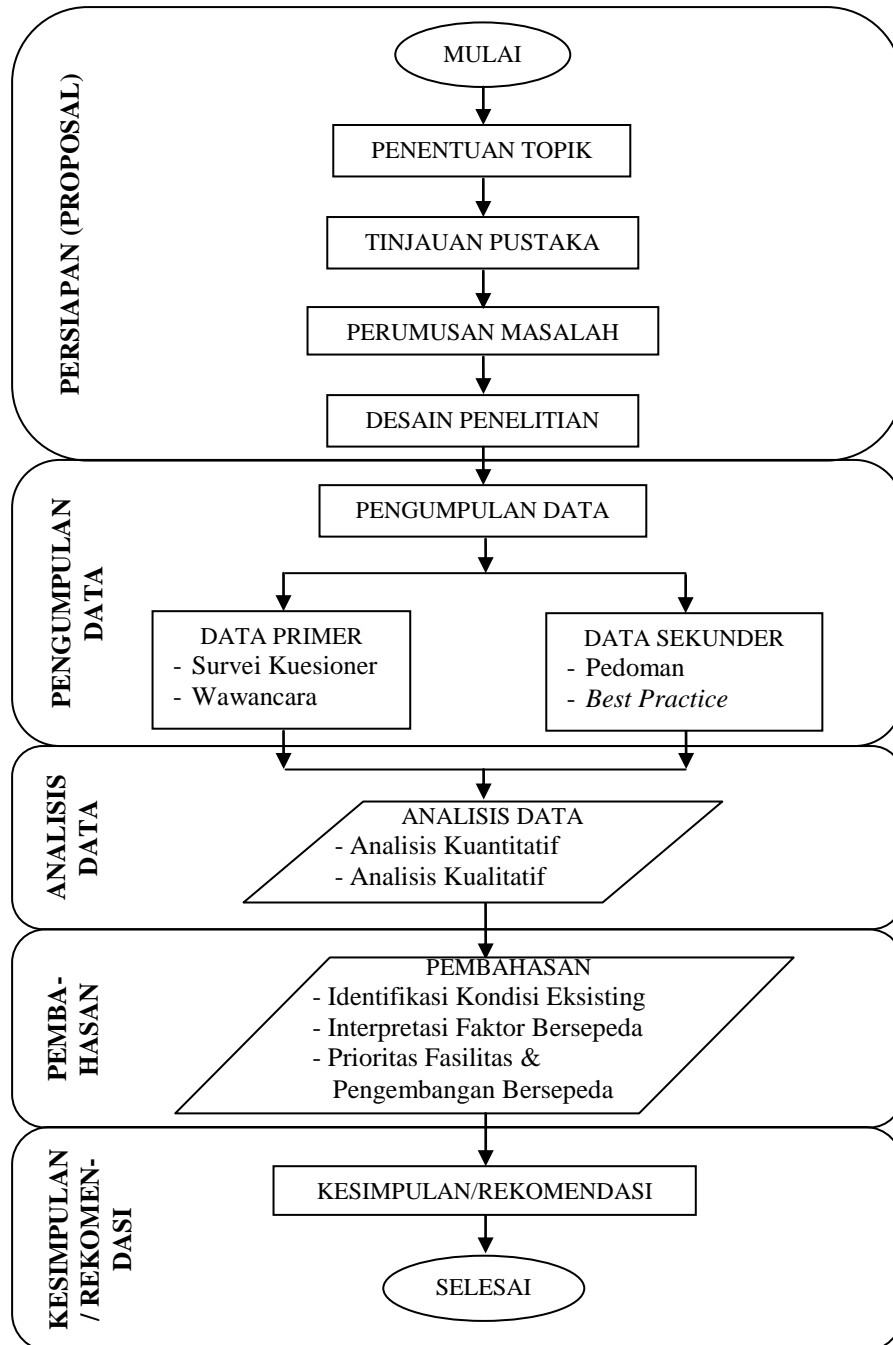 PERSIAPAN (PROPOSAL)
MULAI
PENENTUAN TOPIK
TINJAUAN PUSTAKA
PERUMUSAN MASALAH
DESAIN PENELITIAN
PENGUMPULAN
DATA
PENGUMPULAN DATA
DATA PRIMER
- Survei Kuesioner
- Wawancara
DATA SEKUNDER
- Pedoman
- Best Practice
ANALISIS
DATA
ANALISIS DATA
- Analisis Kuantitatif
- Analisis Kualitatif
PEMBA-
HASAN
PEMBAHASAN
- Identifikasi Kondisi Eksisting
- Interpretasi Faktor Bersepeda
- Prioritas Fasilitas &
Pengembangan Bersepeda
KESIMPULAN
/ REKOMEN-
DASI
KESIMPULAN/REKOMENDASI
SELESAI